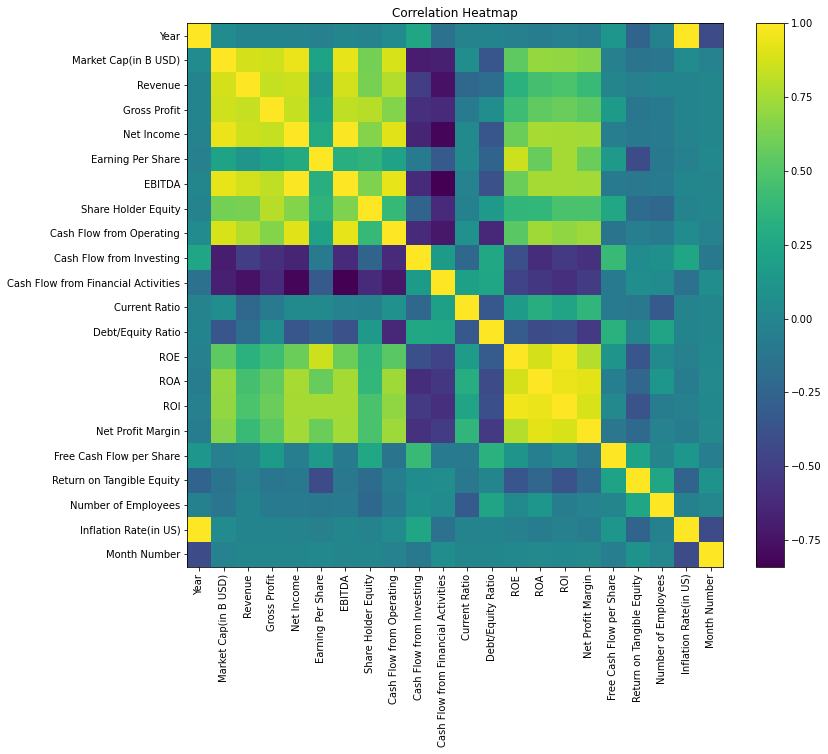 Correlation Heatmap
Year
Market Cap(in B USD)
Revenue
Gross Profit
Net Income
Earning Per Share
EBITDA
Share Holder Equity
Cash Flow from Operating
Cash Flow from Investing
Cash Flow from Financial Activities
Current Ratio
Debt/Equity Ratio
ROE
ROA
ROI
Net Profit Margin
Free Cash Flow per Share
Return on Tangible Equity
Number of Employees
Inflation Rate(in US)
Month Number
Year
Market Cap(in B USD)
Revenue
Gross Profit
Net Income
Earning Per Share
EBITDA
Share Holder Equity
Cash Flow from Operating
Cash Flow from Investing
Cash Flow from Financial Activities
Current Ratio
Debt/Equity Ratio
ROE
ROA
ROI
Net Profit Margin
Free Cash Flow per Share
Return on Tangible Equity
Number of Employees
Inflation Rate(in US)
Month Number
1.00
0.75
0.50
0.25
0.00
−0.25
−0.50
−0.75